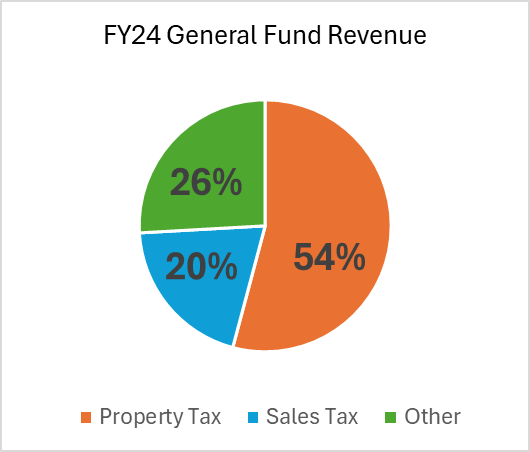 FY24 General Fund Revenue
26%
20%
54%
Property Tax
Sales Tax
Other